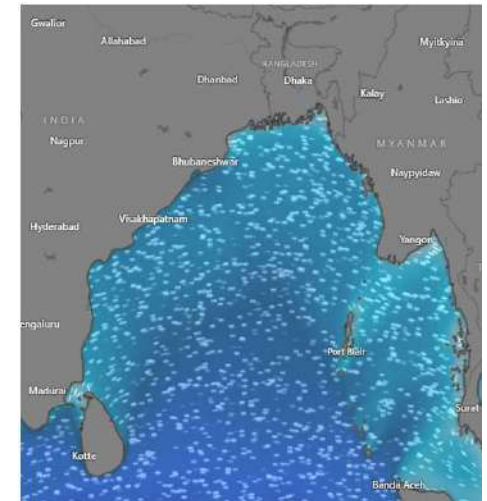 Gwalior
Allahabad
Myitkyina
BANGLADESH
Dhanbad
Dhaka
Kalay
Lashio
INDIA
Nagpur
MYANMAR
Bhubaneshwar
Naypyidaw
Visakhapatnam
Hyderabad
Yangon
engaluru
Port Blair
Madurai
Surat
Kotte
Banda Aceh